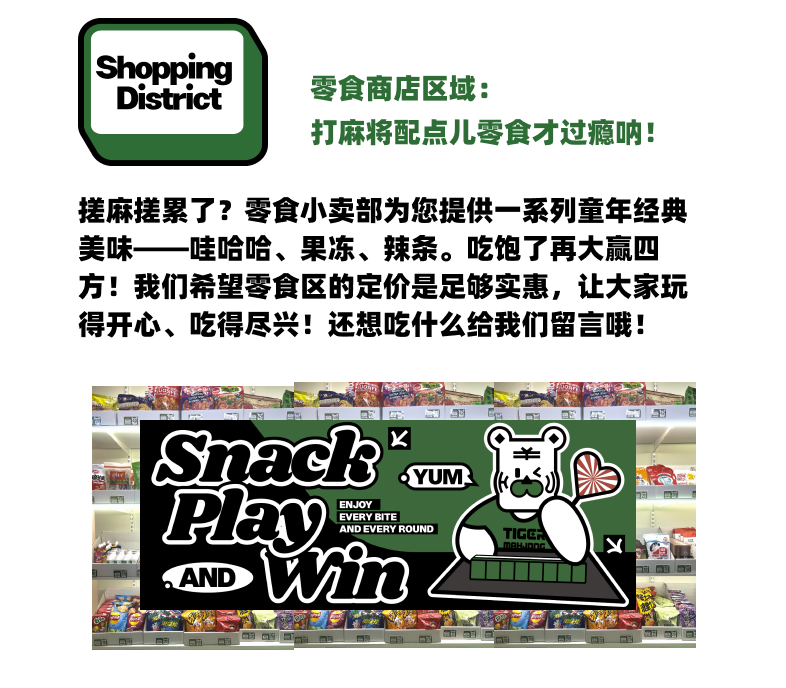 Shopping
District
零食商店区域：
打麻将配点儿零食才过瘾呐！
搓麻搓累了？零食小卖部为您提供一系列童年经典
美味——哇哈哈、果冻、辣条。吃饱了再大赢四
方！我们希望零食区的定价是足够实惠，让大家玩
得开心、吃得尽兴！还想吃什么给我们留言哦！
Snack
Play
AND Win
YUM
ENJOY
EVERY BITE
AND EVERY ROUND
TIGER
MAHJONG